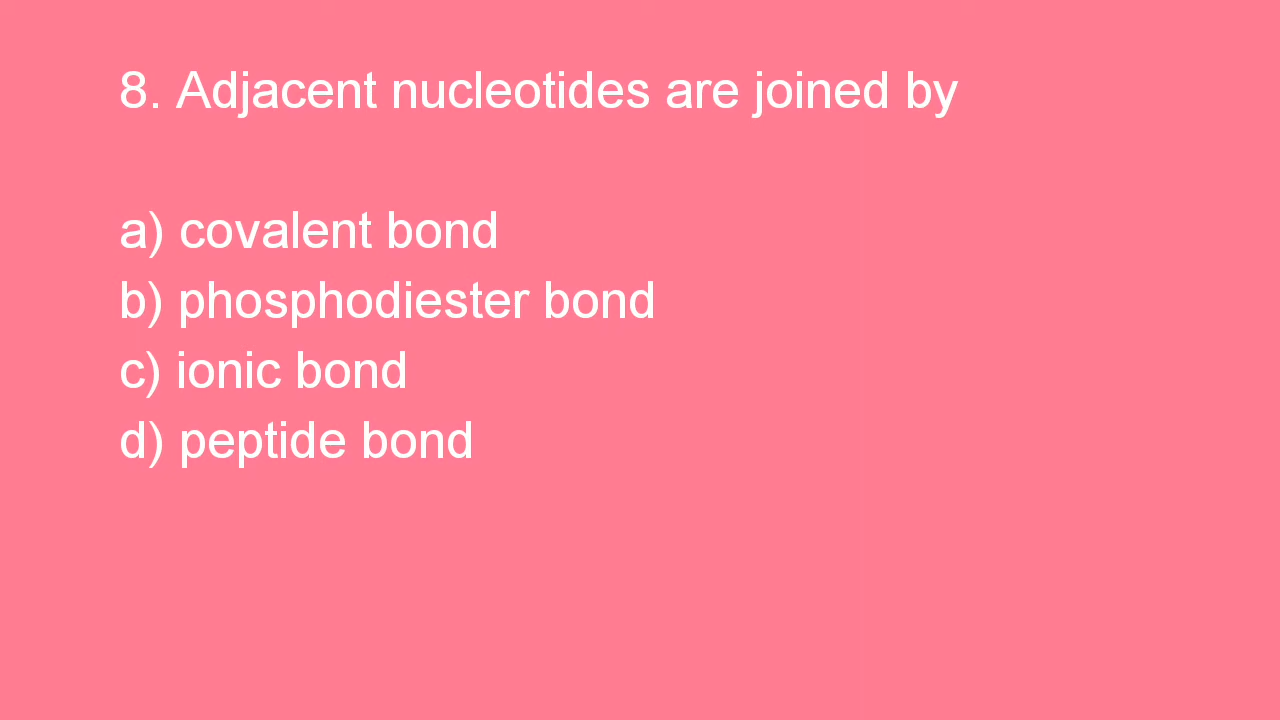 8. Adjacent nucleotides are joined by
a) covalent bond
b) phosphodiester bond
c) ionic bond
d) peptide bond